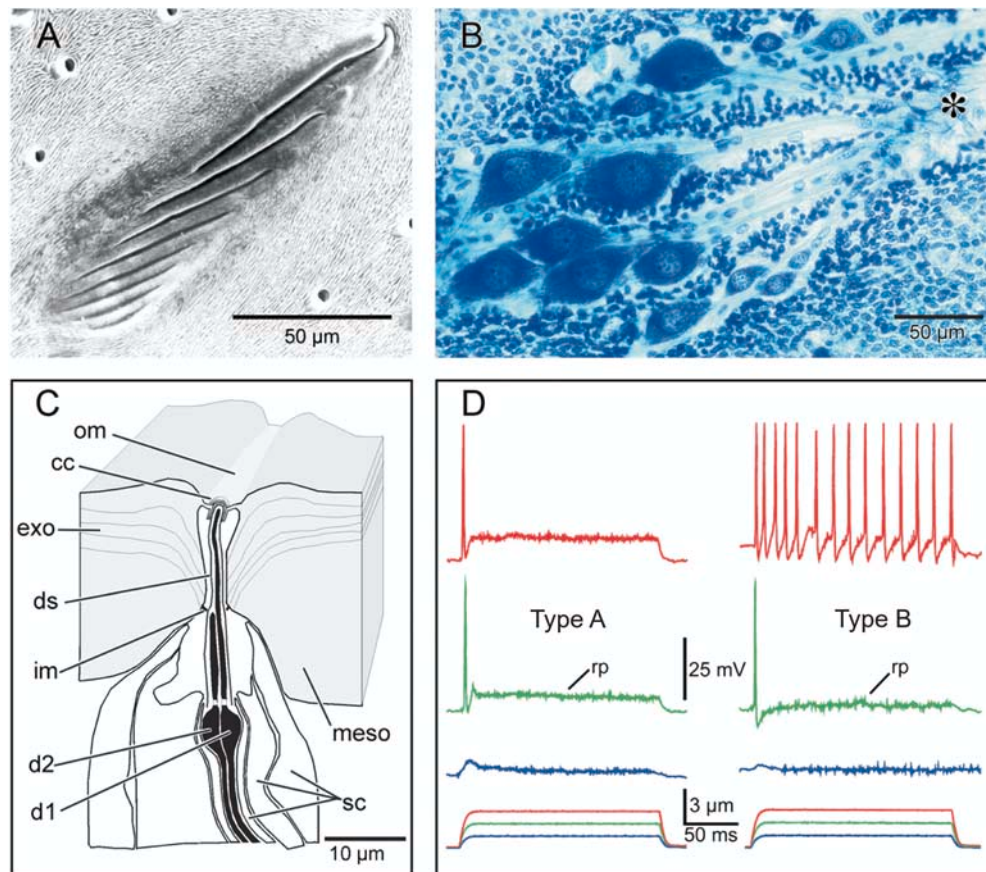 A
50 µm
B
*
50 µm
C
om
cc
exo
ds
im
meso
d2
d1
sc
10 µm
D
Type A
Type B
25 mV
rp
rp
3 µm
50 ms